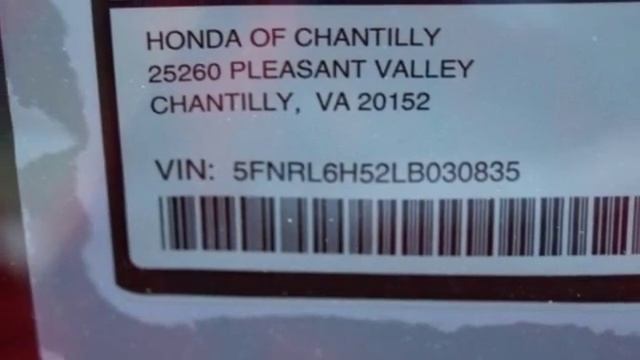 HONDA OF CHANTILLY
25260 PLEASANT VALLEY
CHANTILLY, VA 20152
VIN: 5FNRL6H52LB030835